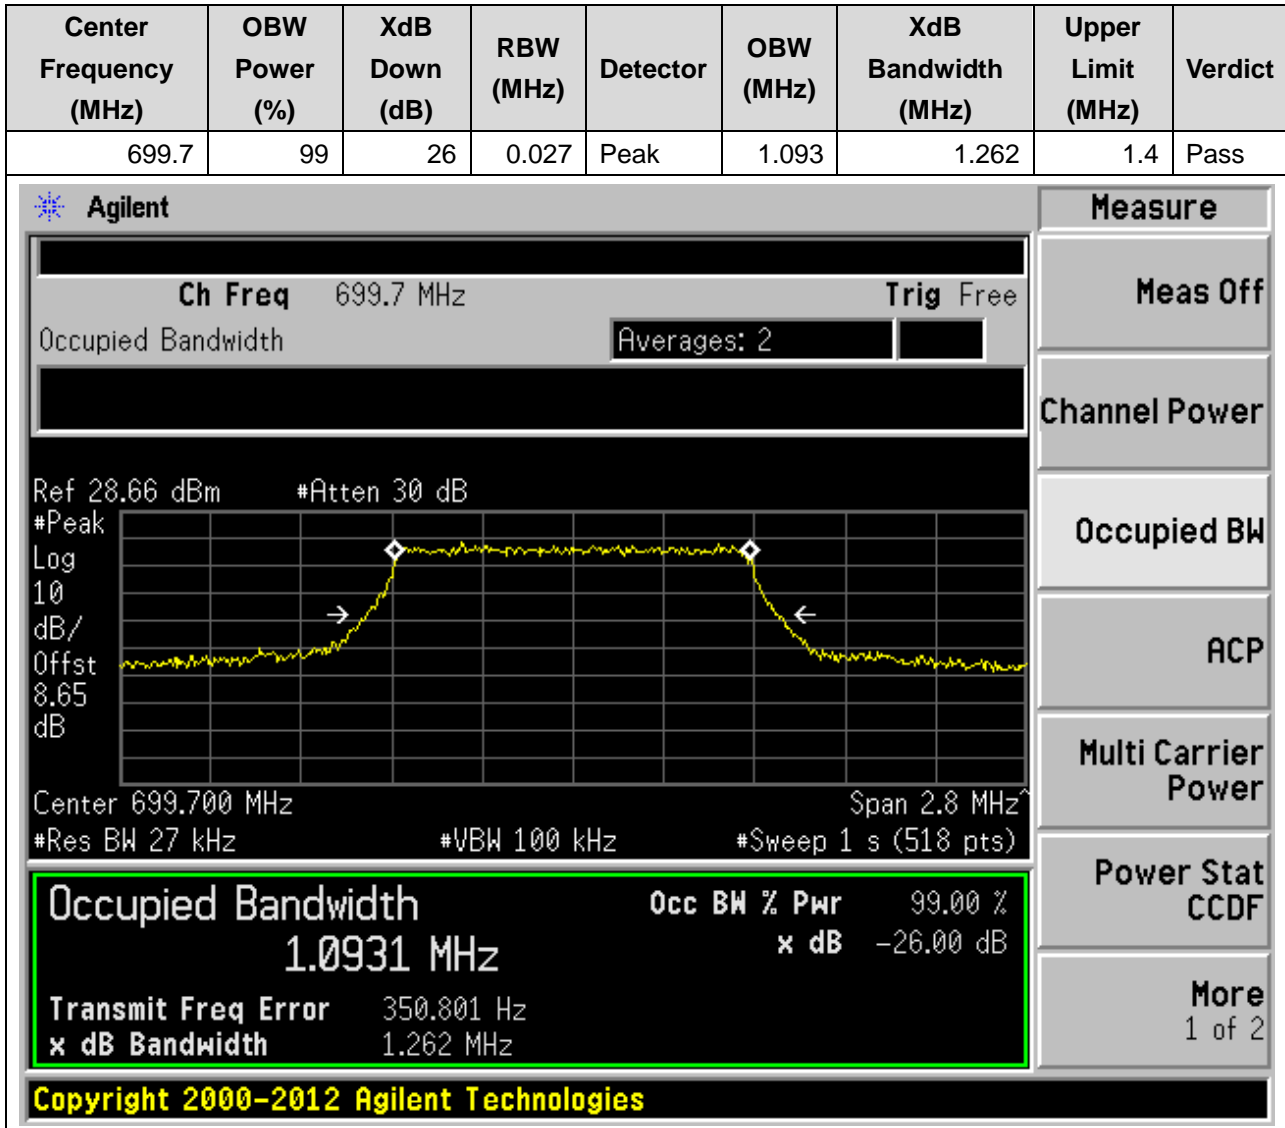 Center Frequency (MHz) OBW Power (%) XdB Down (dB) RBW (MHz) Detector OBW (MHz) XdB Bandwidth (MHz) Upper Limit (MHz) Verdict
699.7 99 26 0.027 Peak 1.093 1.262 1.4 Pass
Agilent
Measure
Ch Freq 699.7 MHz Trig Free
Meas Off
Occupied Bandwidth Averages: 2
Channel Power
Ref 28.66 dBm #Atten 30 dB
#Peak
Log
10
dB/
Offst
8.65
dB
Occupied BW
ACP
Multi Carrier
Power
Center 699.700 MHz Span 2.8 MHz^
#Res BW 27 kHz #VBW 100 kHz #Sweep 1 s (518 pts)
Power Stat
CCDF
Occupied Bandwidth Occ BW % Pwr 99.00 %
1.0931 MHz x dB -26.00 dB
Transmit Freq Error 350.801 Hz
x dB Bandwidth 1.262 MHz
More
1 of 2
Copyright 2000-2012 Agilent Technologies